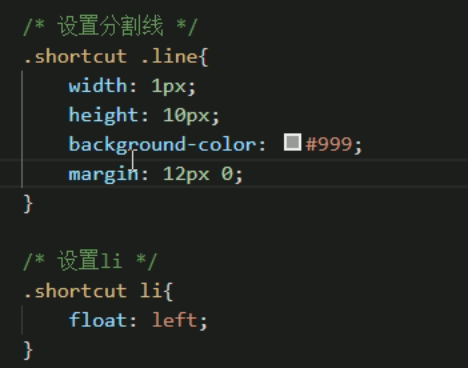 /* 设置分割线 */
.shortcut .line{
width: 1px;
height: 10px;
background-color: #999;
margin: 12px 0;
}
/* 设置li */
.shortcut li{
float: left;
}